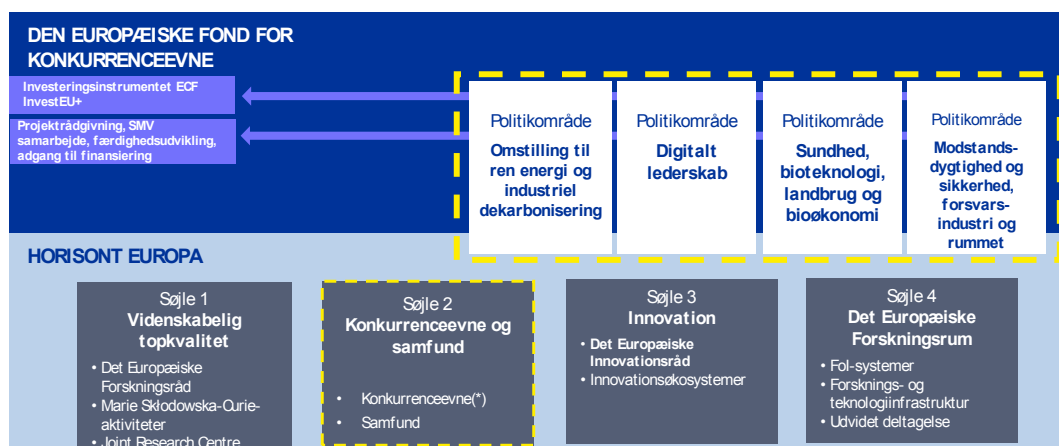 DEN EUROPÆISKE FOND FOR
KONKURRENCEEVNE
Investeringsinstrumentet ECF
InvestEU+
Projektrådgivning, SMV
samarbejde, færdighedsudvikling,
adgang til finansiering
Politikområde
Omstilling til
ren energi og
industriel
dekarbonisering
Politikområde
Digitalt
lederskab
Politikområde
Sundhed,
bioteknologi,
landbrug og
bioøkonomi
Politikområde
Modstands-
dygtighed og
sikkerhed,
forsvars-
industri og
rummet
HORISONT EUROPA
Søjle 1
Videnskabelig
topkvalitet
• Det Europæiske
Forskningsråd
• Marie Skłodowska-Curie-
aktiviteter
• Joint Research Centre
Søjle 2
Konkurrenceevne og
samfund
• Konkurrenceevne(*)
• Samfund
Søjle 3
Innovation
• Det Europæiske
Innovationsråd
• Innovationsøkosystemer
Søjle 4
Det Europæiske
Forskningsrum
• FoI-systemer
• Forsknings- og
teknologiinfrastruktur
• Udvidet deltagelse